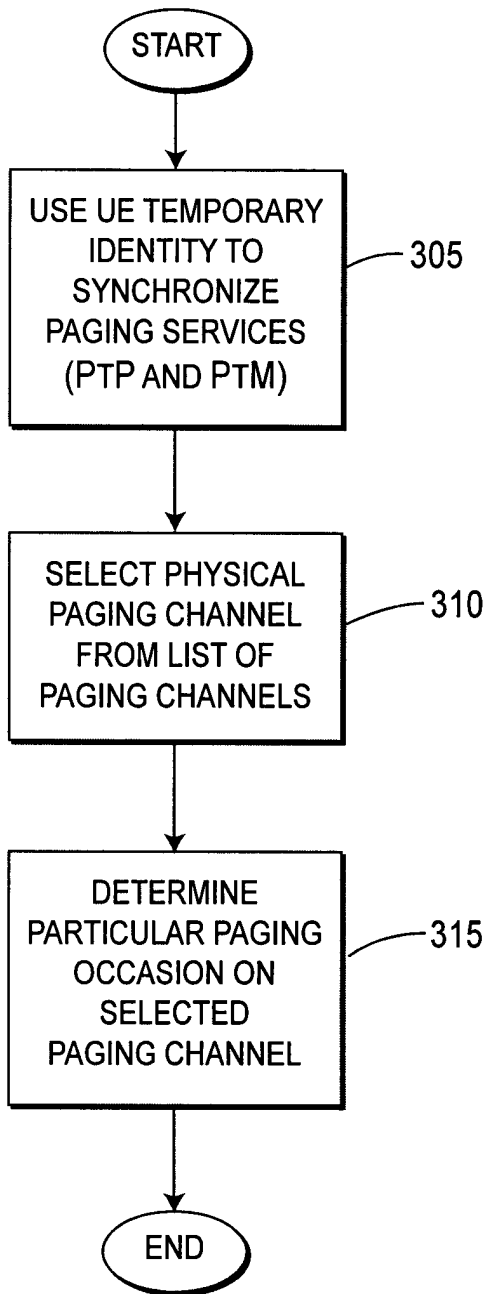 START
USE UE TEMPORARY
IDENTITY TO
SYNCHRONIZE
PAGING SERVICES
(PTP AND PTM)
305
SELECT PHYSICAL
PAGING CHANNEL
FROM LIST OF
PAGING CHANNELS
310
DETERMINE
PARTICULAR PAGING
OCCASION ON
SELECTED
PAGING CHANNEL
315
END